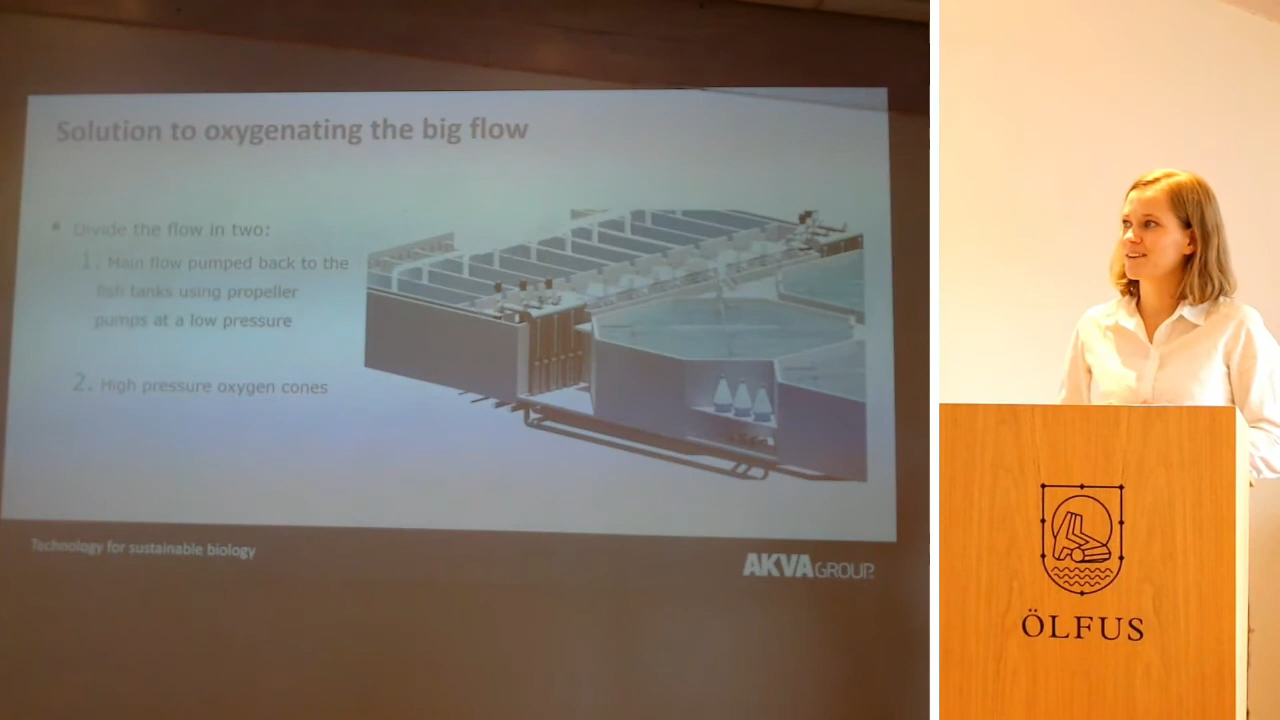 Solution to oxygenating the big flow
• Divide the flow in two:
1. Main flow pumped back to the
fish tanks using propeller
pumps at a low pressure
2. High pressure oxygen cones
Technology for sustainable biology
AKVA GROUP
ÖLFUS